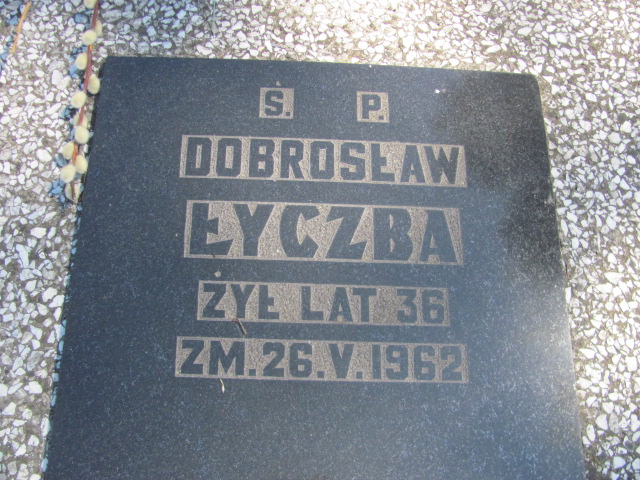 Ś. P.
DOBROSŁAW
ŁYCZBA
ŻYŁ LAT 36
ZM.26.V.1962